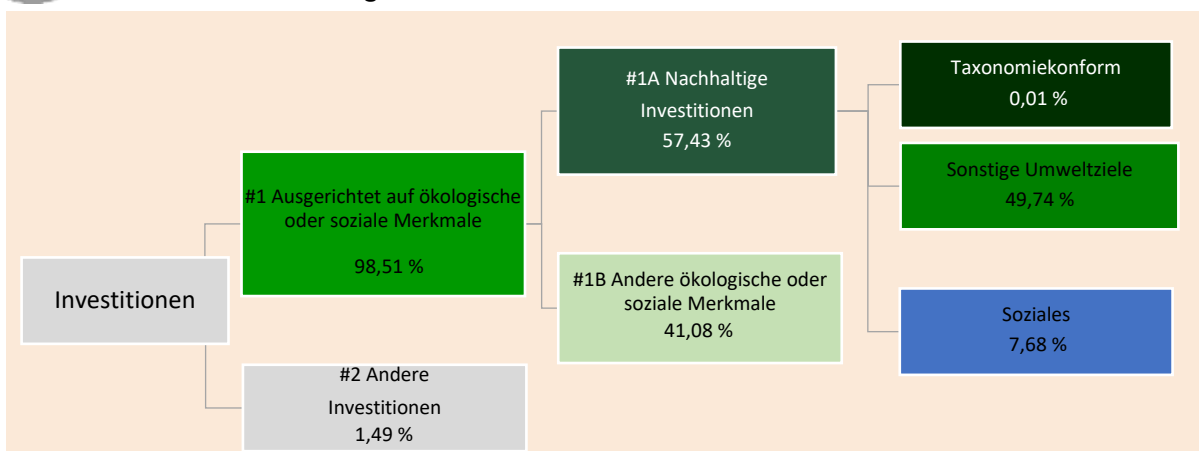 Investitionen
#1 Ausgerichtet auf ökologische
oder soziale Merkmale
98,51 %
#2 Andere
Investitionen
1,49 %
#1A Nachhaltige
Investitionen
57,43 %
#1B Andere ökologische oder
soziale Merkmale
41,08 %
Taxonomiekonform
0,01 %
Sonstige Umweltziele
49,74 %
Soziales
7,68 %